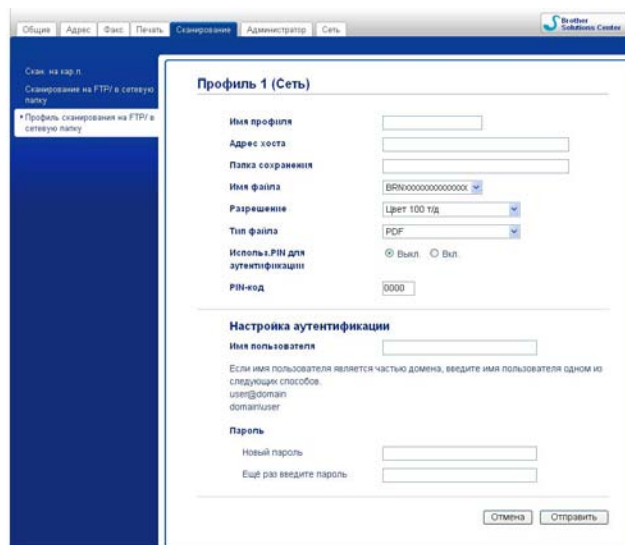 Общие Адрес Факс Печать Сканирование Администратор Сеть
Brother
Solutions Center
Скан. на кар.п.
Сканирование на FTP/ в сетевую
папку
Профиль сканирования на FTP/ в
сетевую папку
Профиль 1 (Сеть)
Имя профиля
Адрес хоста
Папка сохранения
Имя файла BRNXXXXXXXXXXXX
Разрешение Цвет 100 т/д
Тип файла PDF
Использ.PIN для
аутентификации
Выкл. Вкл.
PIN-код 0000
Настройка аутентификации
Имя пользователя
Если имя пользователя является частью домена, введите имя пользователя одном из
следующих способов.
user@domain
domain\user
Пароль
Новый пароль
Ещё раз введите пароль
Отмена Отправить